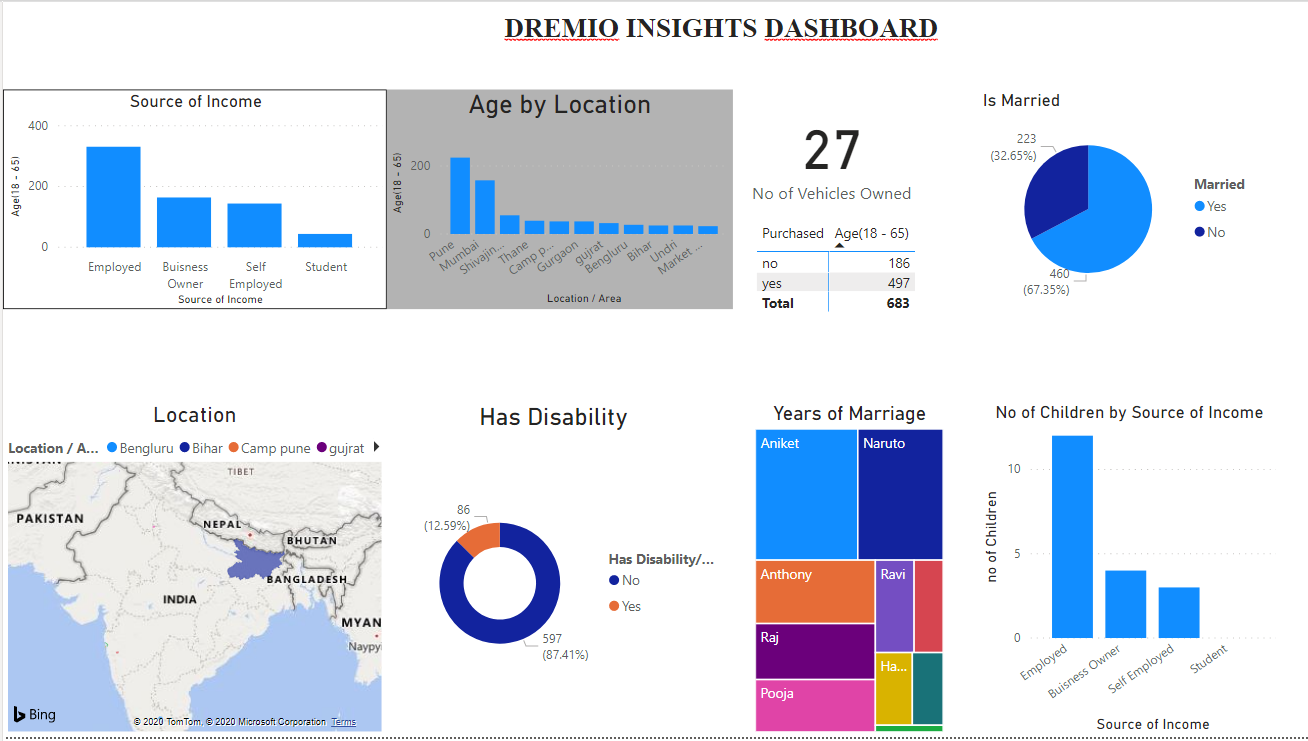 DREMIO INSIGHTS DASHBOARD
Source of Income
400
200
0
Age(18 - 65)
Employed
Buisness
Owner
Self
Employed
Student
Source of Income
Age by Location
200
0
Age(18 - 65)
Pune
Mumbai
Shivajin...
Thane
Camp p...
Gurgaon
gujrat
Bengluru
Bihar
Undri
Market ...
Location / Area
27
No of Vehicles Owned
Purchased Age(18 - 65)
no 186
yes 497
Total 683
Is Married
223
(32.65%)
460
(67.35%)
Married
Yes
No
Location
Location / A... Bengluru Bihar Camp pune gujrat
TIBET
PAKISTAN
NEPAL
BHUTAN
BANGLADESH
INDIA
MYAN
Naypy
Bing
© 2020 TomTom, © 2020 Microsoft Corporation Terms
Has Disability
86
(12.59%)
597
(87.41%)
Has Disability/...
No
Yes
Years of Marriage
Aniket
Naruto
Anthony
Ravi
Raj
Ha...
Pooja
No of Children by Source of Income
10
5
0
no of Children
Employed
Buisness Owner
Self Employed
Student
Source of Income